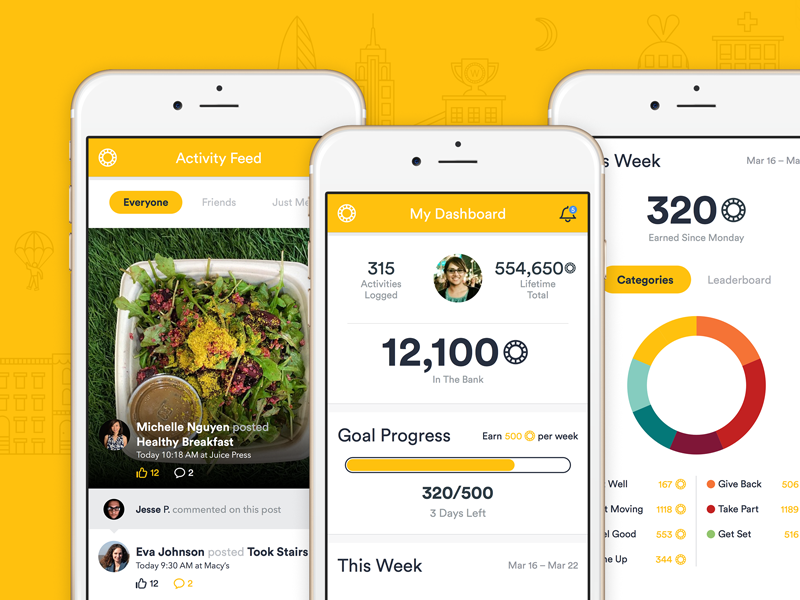 Activity Feed
Everyone
Friends
Just Me
Michelle Nguyen posted
Healthy Breakfast
Today 10:18 AM at Juice Press
12
2
Jesse P. commented on this post
Eva Johnson posted Took Stairs
Today 9:30 AM at Macy's
12
2
My Dashboard
315
Activities
Logged
554,650
Lifetime
Total
12,100
In The Bank
Goal Progress
Earn 500 per week
320/500
3 Days Left
This Week
Mar 16 – Mar 22
s Week
Mar 16 – Ma
320
Earned Since Monday
Categories
Leaderboard
Well 167
t Moving 1118
el Good 553
ne Up 344
Give Back 506
Take Part 1189
Get Set 516